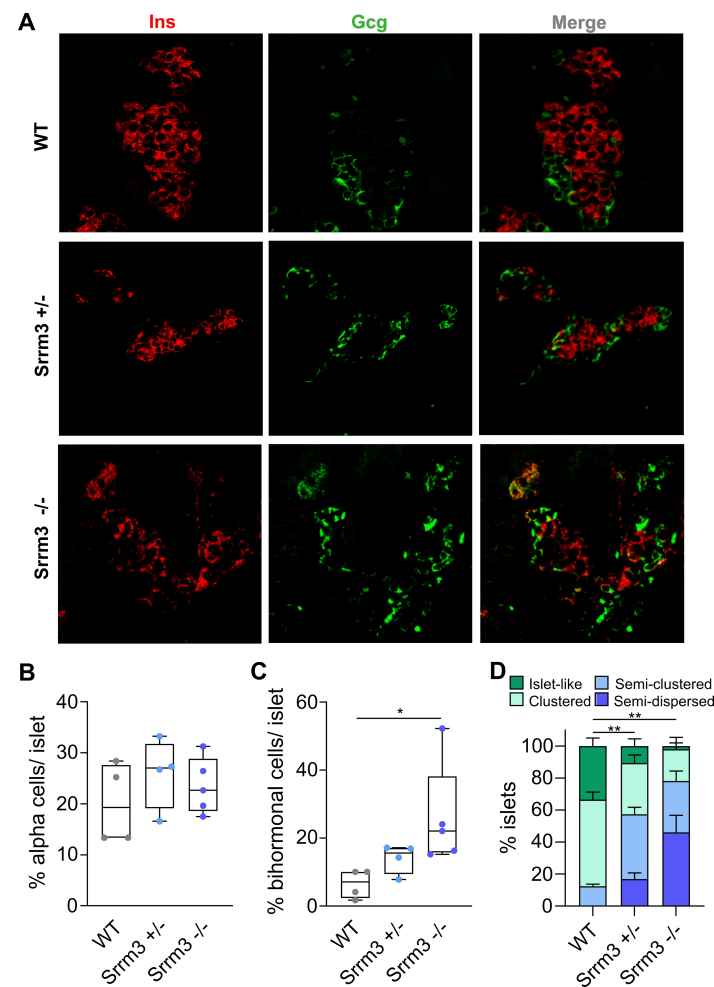 A
Ins Gcg Merge
WT
Srrm3 +/-
Srrm3 -/-
B
% alpha cells/ islet
40
30
20
10
0
WT Srrm3 +/- Srrm3 -/-
C
% bihormonal cells/ islet
60
40
20
0
*
WT Srrm3 +/- Srrm3 -/-
D
Islet-like Semi-clustered
Clustered Semi-dispersed
**
**
% islets
100
80
60
40
20
0
WT Srrm3 +/- Srrm3 -/-